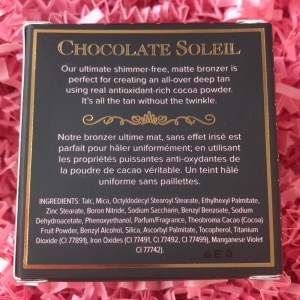 CHOCOLATE SOLEIL
Our ultimate shimmer-free, matte bronzer is
perfect for creating an all-over deep tan
using real antioxidant-rich cocoa powder.
It's all the tan without the twinkle.
Notre bronzer ultime mat, sans effet irisé est
parfait pour hâler uniformément; en utilisant
les propriétés puissantes anti-oxydantes de
la poudre de cacao véritable. Un teint hâlé
uniforme sans paillettes.
INGREDIENTS: Talc, Mica, Octyldodecyl Stearoyl Stearate, Ethylhexyl Palmitate,
Zinc Stearate, Boron Nitride, Sodium Saccharin, Benzyl Benzoate, Sodium
Dehydroacetate, Phenoxyethanol, Parfum/Fragrance, Theobroma Cacao (Cocoa)
Fruit Powder, Benzyl Alcohol, Silica, Ascorbyl Palmitate, Tocopherol, Titanium
Dioxide (CI 77891), Iron Oxides (CI 77491, CI 77492, CI 77499), Manganese Violet
CI 77742).